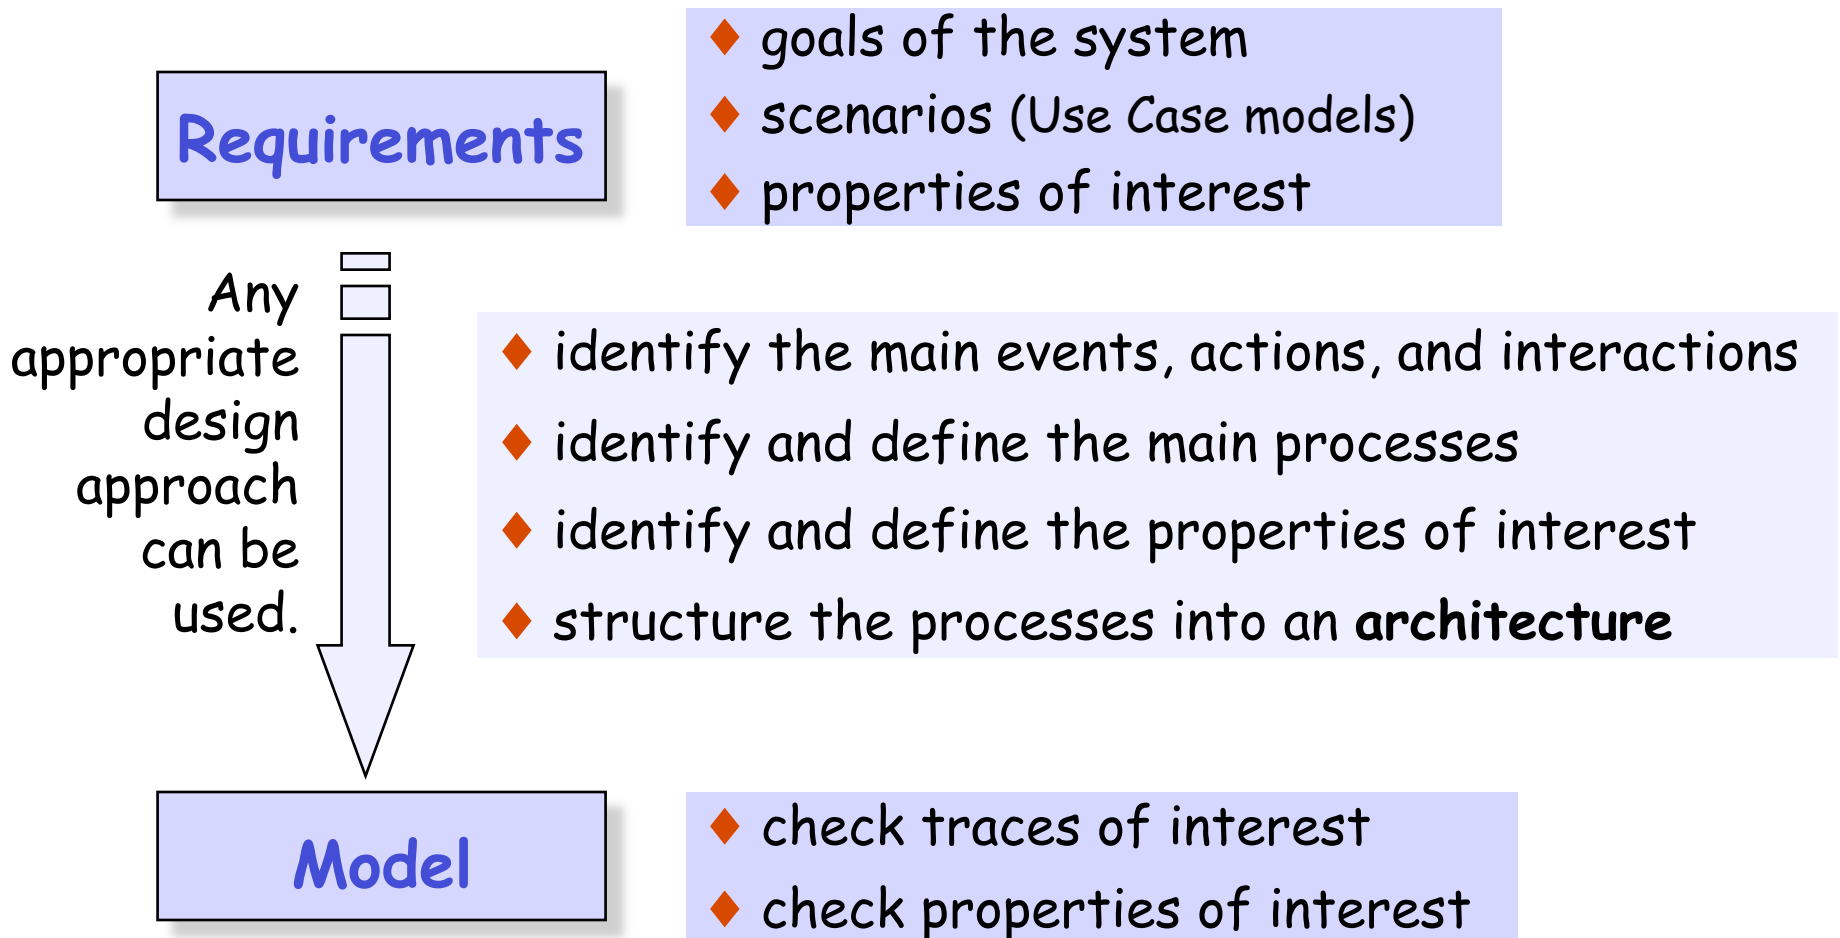 Requirements
♦ goals of the system
♦ scenarios (Use Case models)
♦ properties of interest
Any
appropriate
design
approach
can be
used.
♦ identify the main events, actions, and interactions
♦ identify and define the main processes
♦ identify and define the properties of interest
♦ structure the processes into an architecture
Model
♦ check traces of interest
♦ check properties of interest